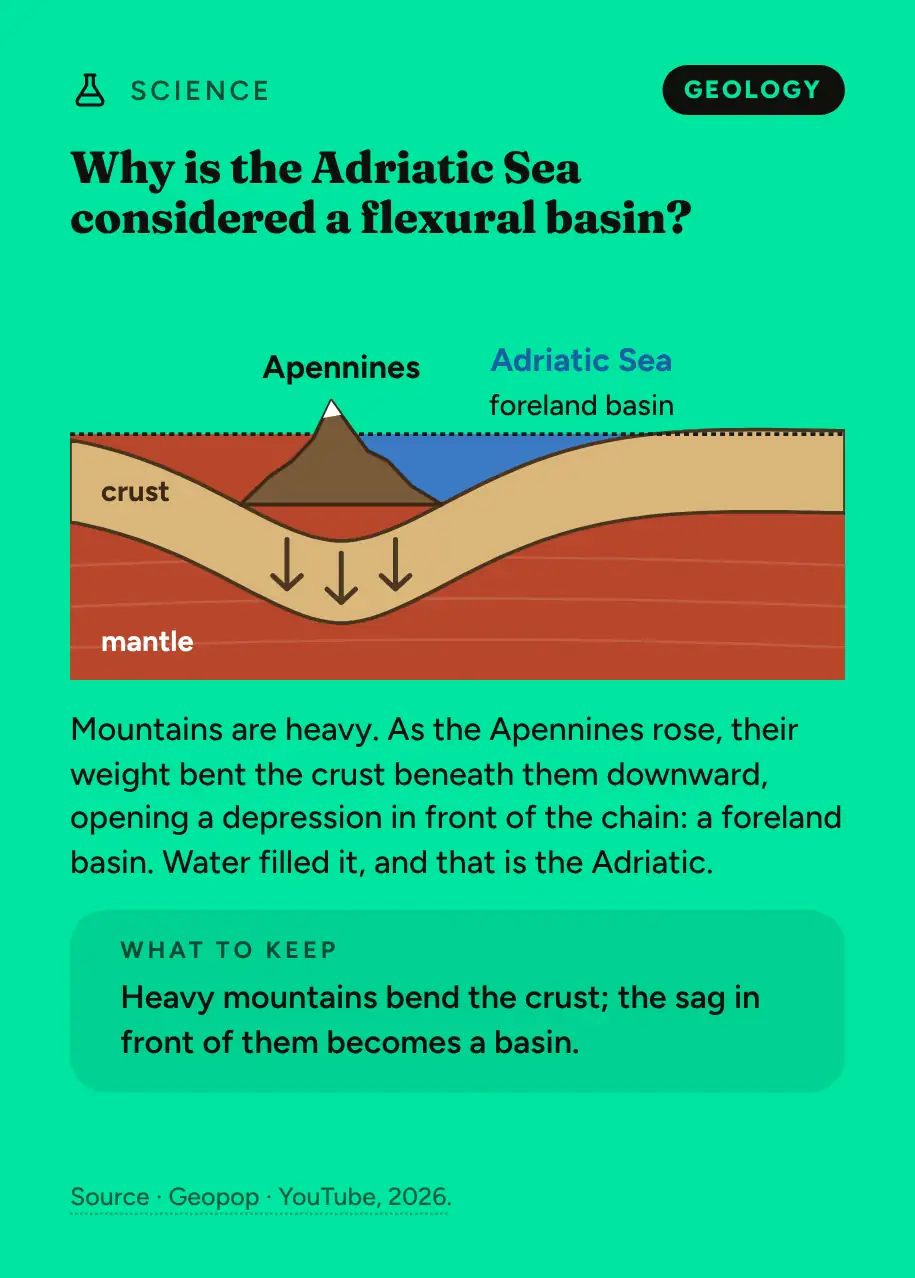 SCIENCE
GEOLOGY
Why is the Adriatic Sea
considered a flexural basin?
Apennines
Adriatic Sea
foreland basin
crust
mantle
Mountains are heavy. As the Apennines rose, their
weight bent the crust beneath them downward,
opening a depression in front of the chain: a foreland
basin. Water filled it, and that is the Adriatic.
WHAT TO KEEP
Heavy mountains bend the crust; the sag in
front of them becomes a basin.
Source · Geopop · YouTube, 2026.